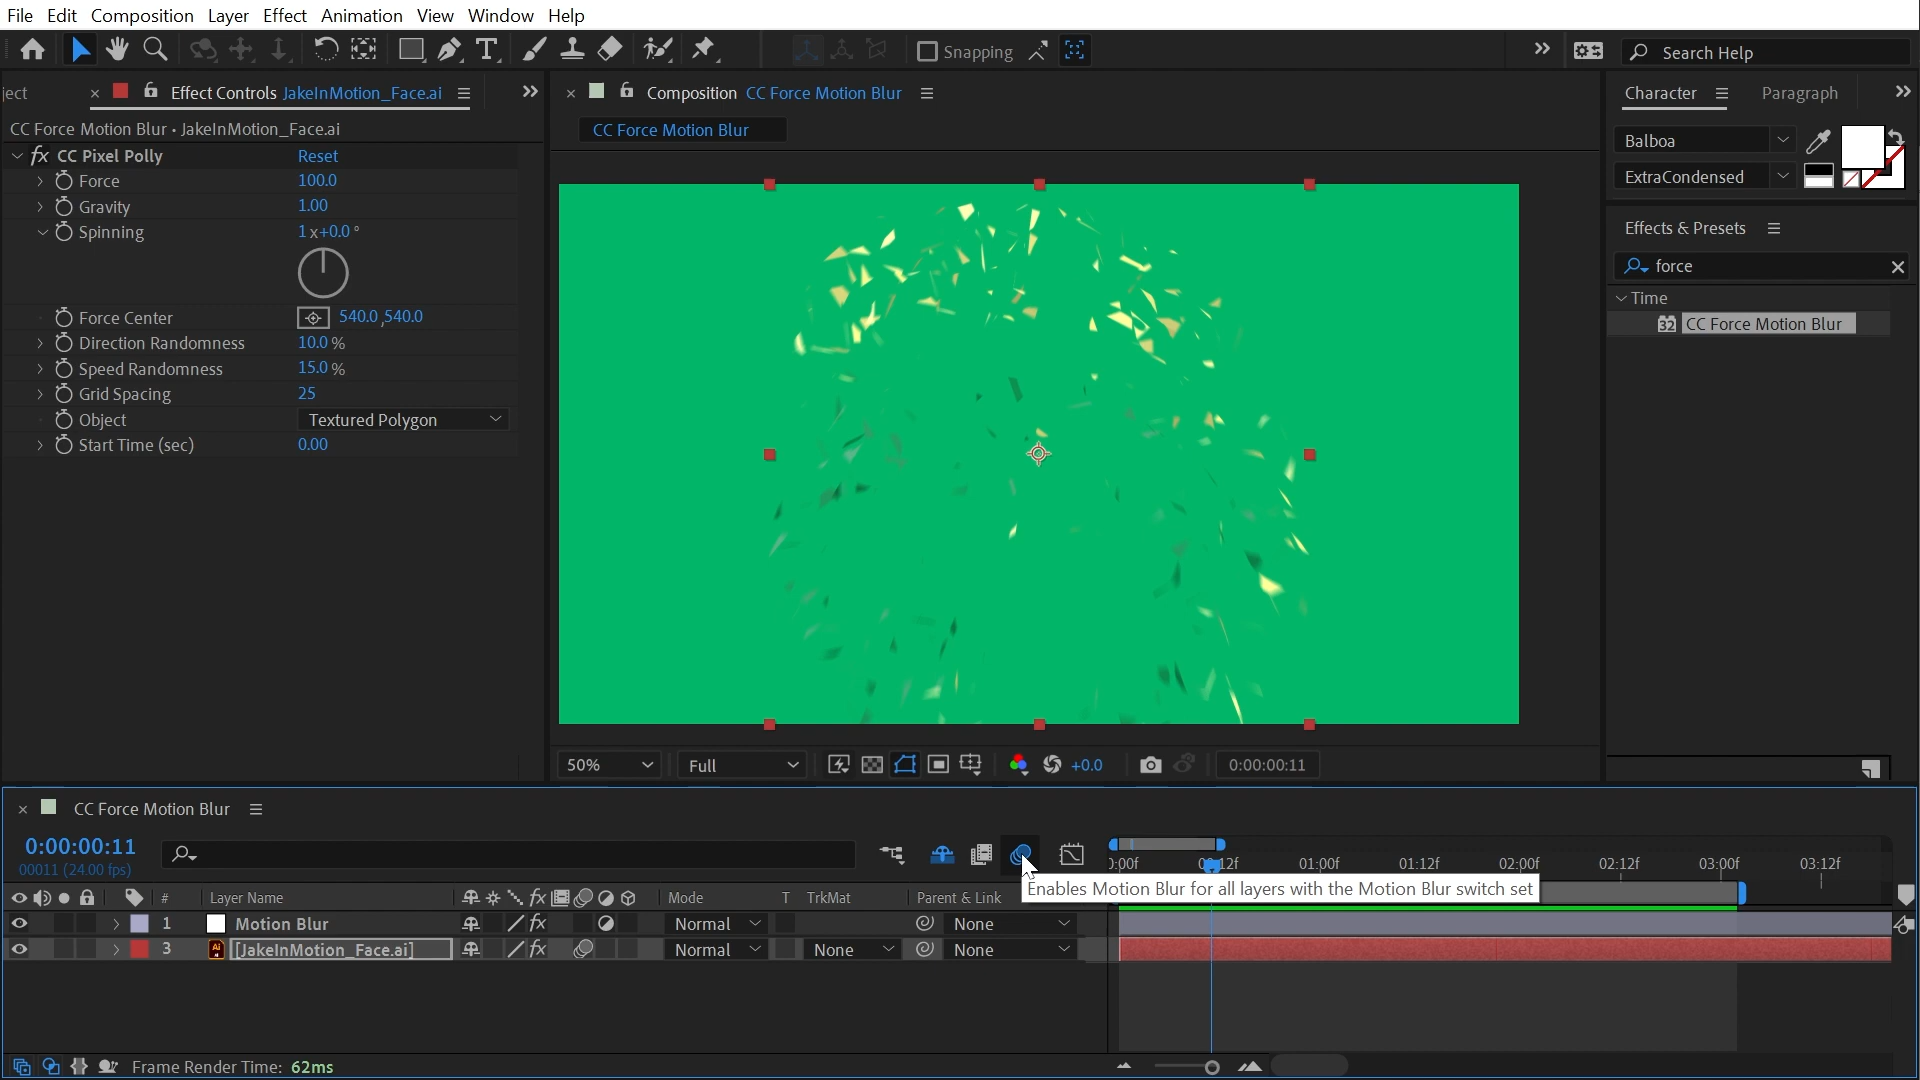 File Edit Composition Layer Effect Animation View Window Help
Snapping
Search Help
ject
Effect Controls JakeInMotion_Face.ai
CC Force Motion Blur • JakeInMotion_Face.ai
fx CC Pixel Polly Reset
Force 100.0
Gravity 1.00
Spinning 1x+0.0°
Force Center 540.0,540.0
Direction Randomness 10.0 %
Speed Randomness 15.0 %
Grid Spacing 25
Object Textured Polygon
Start Time (sec) 0.00
Composition CC Force Motion Blur
CC Force Motion Blur
50% Full +0.0 0:00:00:11
Character Paragraph
Balboa
ExtraCondensed
Effects & Presets
force
Time
32 CC Force Motion Blur
CC Force Motion Blur
0:00:00:11
00011 (24.00 fps)
00:12f 01:00f 01:12f 02:00f 02:12f 03:00f 03:12f
Enables Motion Blur for all layers with the Motion Blur switch set
# Layer Name fx Mode T TrkMat Parent & Link
1 Motion Blur fx Normal None
3 Ai [JakeInMotion_Face.ai] fx Normal None None
Frame Render Time: 62ms